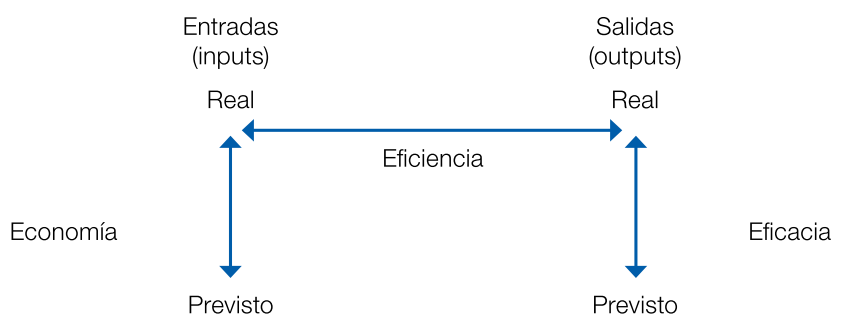 Entradas
(inputs)
Salidas
(outputs)
Real
Real
Eficiencia
Economía
Eficacia
Previsto
Previsto